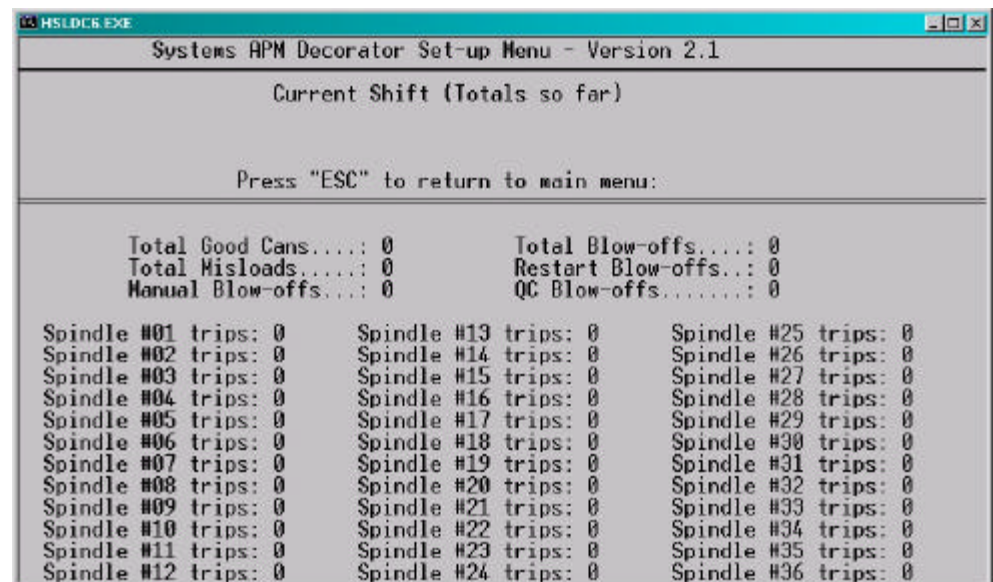 HSLDC6.EXE
Systems APM Decorator Set-up Menu - Version 2.1
Current Shift (Totals so far)
Press "ESC" to return to main menu:
Total Good Cans....: 0 Total Blow-offs....: 0
Total Misloads.....: 0 Restart Blow-offs..: 0
Manual Blow-offs...: 0 QC Blow-offs.......: 0
Spindle #01 trips: 0 Spindle #13 trips: 0 Spindle #25 trips: 0
Spindle #02 trips: 0 Spindle #14 trips: 0 Spindle #26 trips: 0
Spindle #03 trips: 0 Spindle #15 trips: 0 Spindle #27 trips: 0
Spindle #04 trips: 0 Spindle #16 trips: 0 Spindle #28 trips: 0
Spindle #05 trips: 0 Spindle #17 trips: 0 Spindle #29 trips: 0
Spindle #06 trips: 0 Spindle #18 trips: 0 Spindle #30 trips: 0
Spindle #07 trips: 0 Spindle #19 trips: 0 Spindle #31 trips: 0
Spindle #08 trips: 0 Spindle #20 trips: 0 Spindle #32 trips: 0
Spindle #09 trips: 0 Spindle #21 trips: 0 Spindle #33 trips: 0
Spindle #10 trips: 0 Spindle #22 trips: 0 Spindle #34 trips: 0
Spindle #11 trips: 0 Spindle #23 trips: 0 Spindle #35 trips: 0
Spindle #12 trips: 0 Spindle #24 trips: 0 Spindle #36 trips: 0